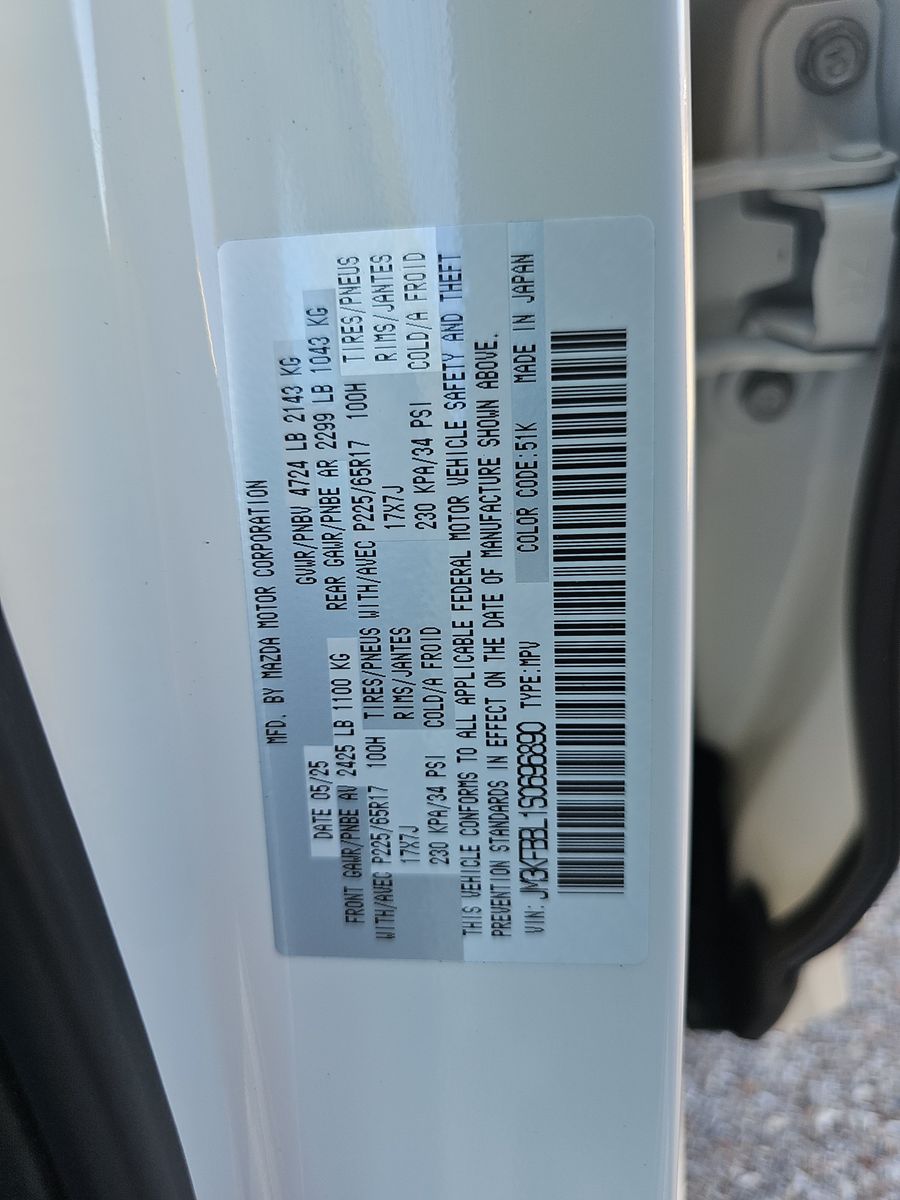 MFD. BY MAZDA MOTOR CORPORATION
DATE 05/25 GVWR/PNBV 4724 LB 2143 KG
FRONT GAWR/PNBE AV 2425 LB 1100 KG REAR GAWR/PNBE AR 2299 LB 1043 KG
WITH/AVEC P225/65R17 100H TIRES/PNEUS WITH/AVEC P225/65R17 100H TIRES/PNEUS
17X7J RIMS/JANTES 17X7J RIMS/JANTES
230 KPA/34 PSI COLD/A FROID 230 KPA/34 PSI COLD/A FROID
THIS VEHICLE CONFORMS TO ALL APPLICABLE FEDERAL MOTOR VEHICLE SAFETY AND THEFT
PREVENTION STANDARDS IN EFFECT ON THE DATE OF MANUFACTURE SHOWN ABOVE.
VIN: JM3KFBBL1S0696890 TYPE:MPV COLOR CODE:51K MADE IN JAPAN